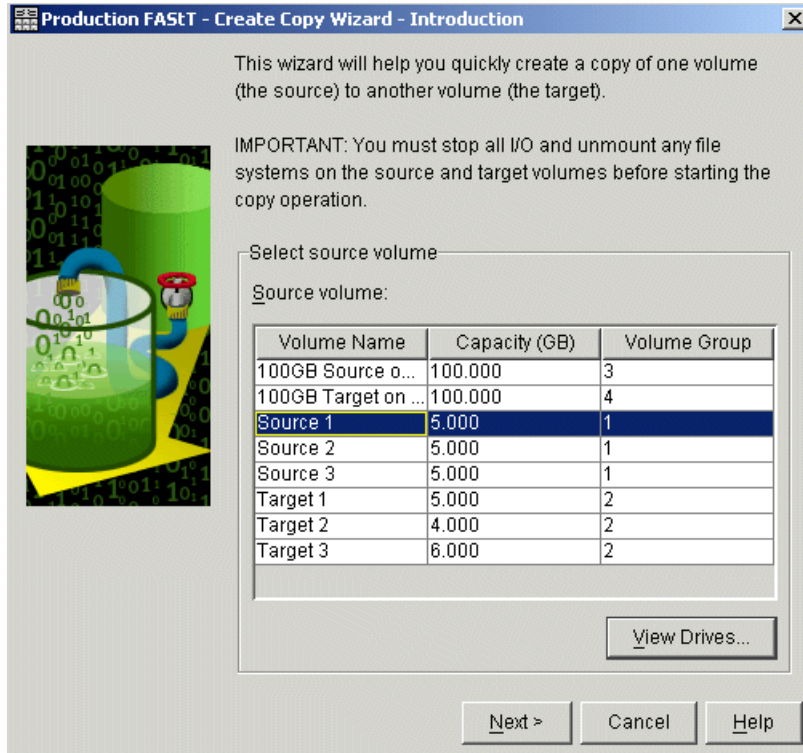 Production FAStT - Create Copy Wizard - Introduction
This wizard will help you quickly create a copy of one volume
(the source) to another volume (the target).
IMPORTANT: You must stop all I/O and unmount any file
systems on the source and target volumes before starting the
copy operation.
Select source volume
Source volume:
Volume Name Capacity (GB) Volume Group
100GB Source o... 100.000 3
100GB Target on ... 100.000 4
Source 1 5.000 1
Source 2 5.000 1
Source 3 5.000 1
Target 1 5.000 2
Target 2 4.000 2
Target 3 6.000 2
View Drives...
Next > Cancel Help